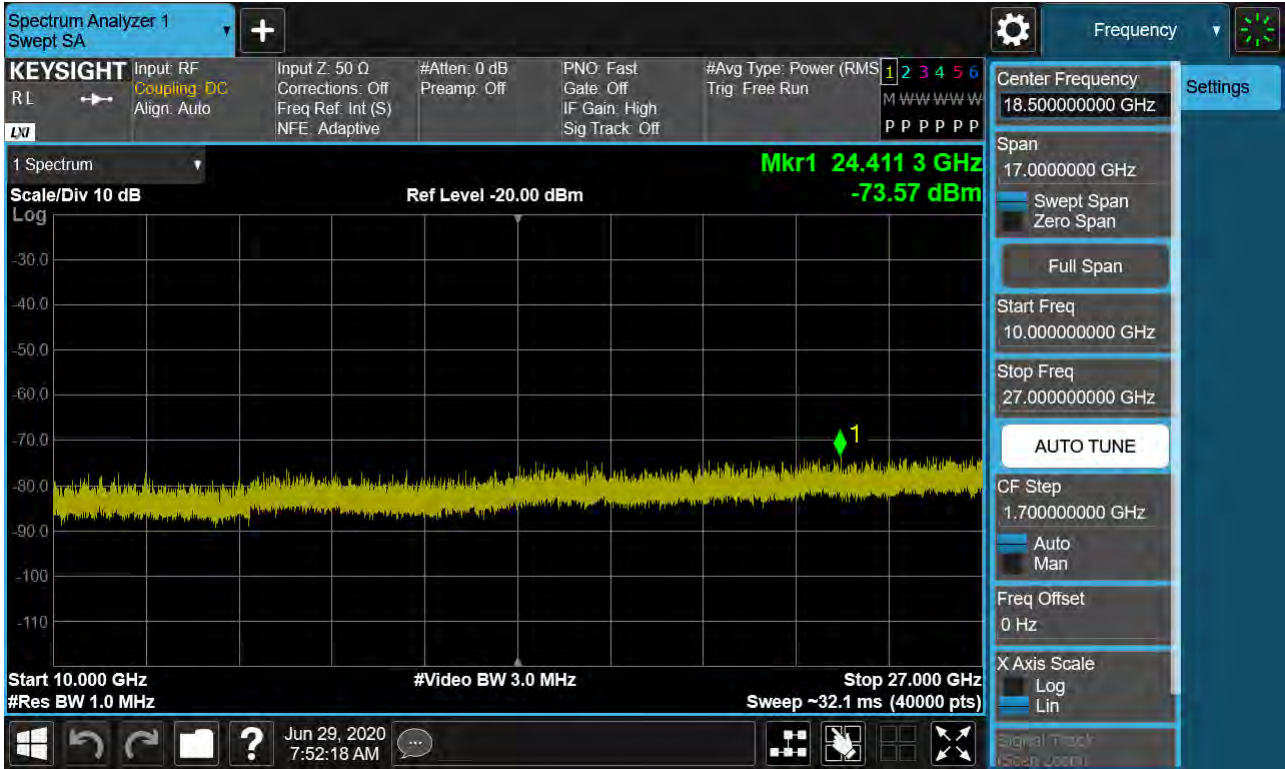 Spectrum Analyzer 1
Swept SA
Frequency
KEYSIGHT
R L
LXI
Input: RF
Coupling: DC
Align: Auto
Input Z: 50 Ω
Corrections: Off
Freq Ref: Int (S)
NFE: Adaptive
#Atten: 0 dB
Preamp: Off
PNO: Fast
Gate: Off
IF Gain: High
Sig Track: Off
#Avg Type: Power (RMS
Trig: Free Run
1 2 3 4 5 6
M W W W W W
P P P P P P
1 Spectrum
Scale/Div 10 dB
Log
Ref Level -20.00 dBm
Mkr1 24.411 3 GHz
-73.57 dBm
-30.0
-40.0
-50.0
-60.0
-70.0
-80.0
-90.0
-100
-110
1
Start 10.000 GHz
#Res BW 1.0 MHz
#Video BW 3.0 MHz
Stop 27.000 GHz
Sweep ~32.1 ms (40000 pts)
Center Frequency
18.500000000 GHz
Settings
Span
17.0000000 GHz
Swept Span
Zero Span
Full Span
Start Freq
10.000000000 GHz
Stop Freq
27.000000000 GHz
AUTO TUNE
CF Step
1.700000000 GHz
Auto
Man
Freq Offset
0 Hz
X Axis Scale
Log
Lin
Signal Track
(Span Zoom)
?
Jun 29, 2020
7:52:18 AM